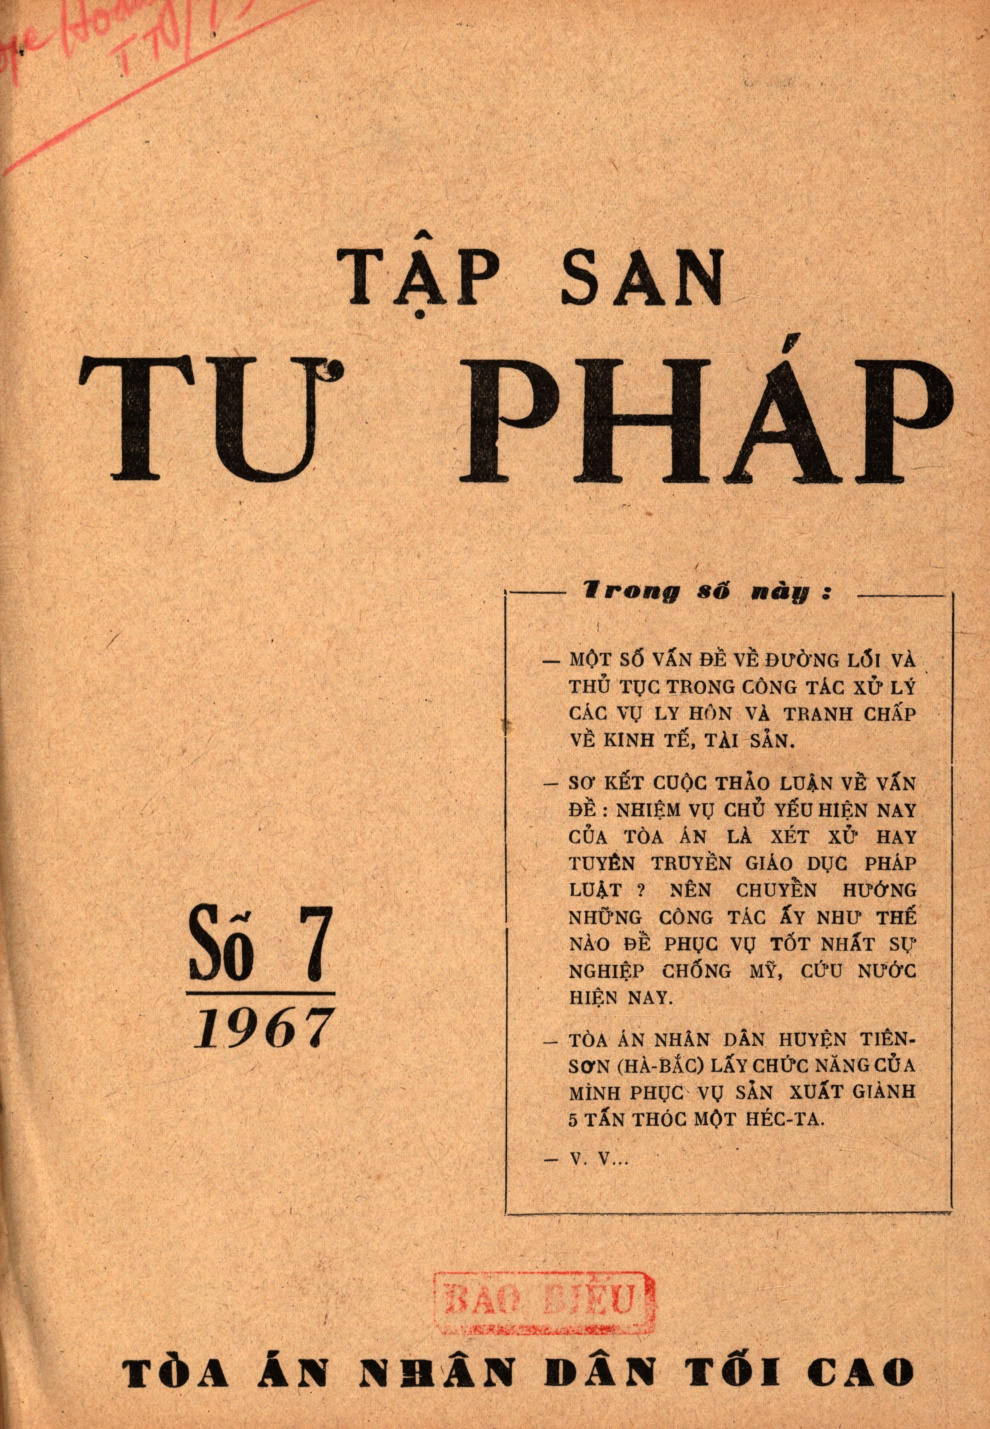 TẬP SAN
TƯ PHÁP
Trong số này :
— MỘT SỐ VẤN ĐỀ VỀ ĐƯỜNG LỐI VÀ
THỦ TỤC TRONG CÔNG TÁC XỬ LÝ
CÁC VỤ LY HÔN VÀ TRANH CHẤP
VỀ KINH TẾ, TÀI SẢN.
— SƠ KẾT CUỘC THẢO LUẬN VỀ VẤN
ĐỀ : NHIỆM VỤ CHỦ YẾU HIỆN NAY
CỦA TÒA ÁN LÀ XÉT XỬ HAY
TUYÊN TRUYỀN GIÁO DỤC PHÁP
LUẬT ? NÊN CHUYỂN HƯỚNG
NHỮNG CÔNG TÁC ẤY NHƯ THẾ
NÀO ĐỂ PHỤC VỤ TỐT NHẤT SỰ
NGHIỆP CHỐNG MỸ, CỨU NƯỚC
HIỆN NAY.
— TÒA ÁN NHÂN DÂN HUYỆN TIÊN-
SƠN (HÀ-BẮC) LẤY CHỨC NĂNG CỦA
MÌNH PHỤC VỤ SẢN XUẤT GIÀNH
5 TẤN THÓC MỘT HÉC-TA.
— V. V...
Số 7
1967
BÁO BIẾU
TÒA ÁN NHÂN DÂN TỐI CAO